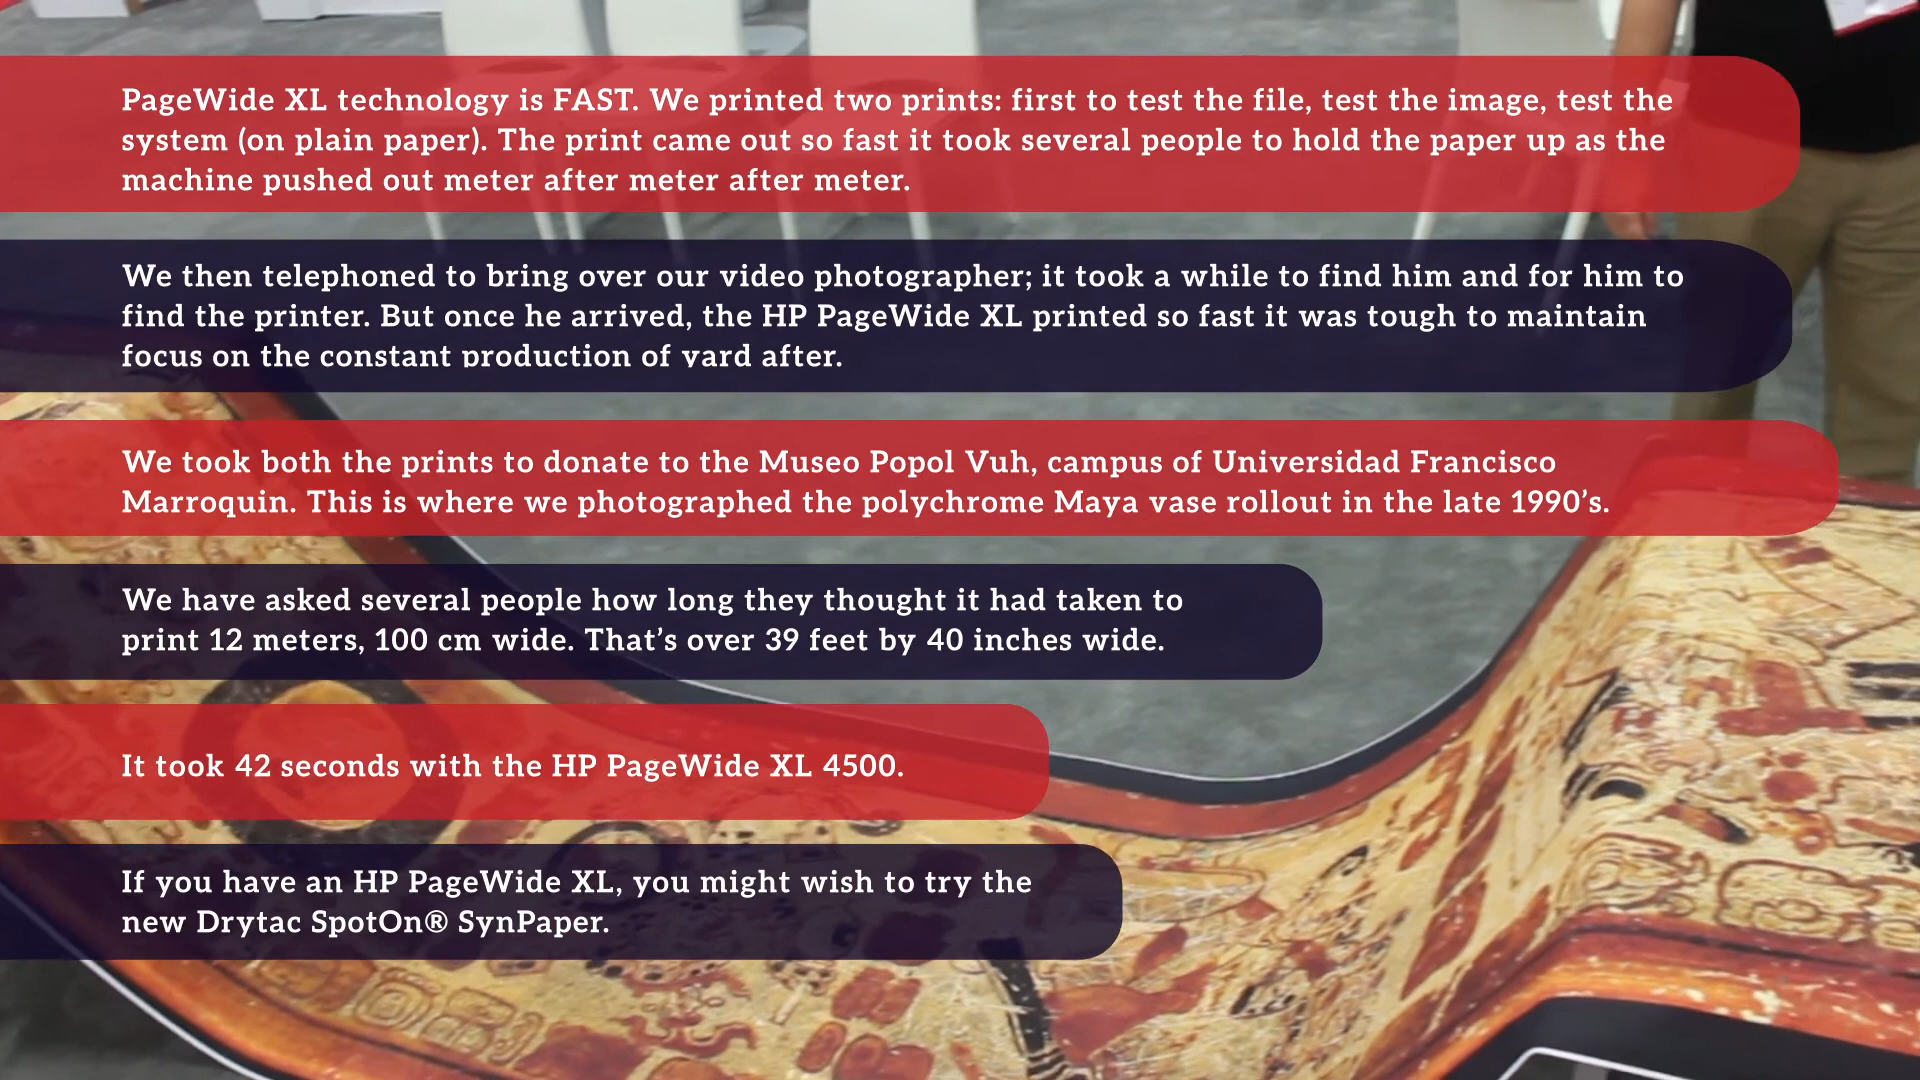 PageWide XL technology is FAST. We printed two prints: first to test the file, test the image, test the
system (on plain paper). The print came out so fast it took several people to hold the paper up as the
machine pushed out meter after meter after meter.
We then telephoned to bring over our video photographer; it took a while to find him and for him to
find the printer. But once he arrived, the HP PageWide XL printed so fast it was tough to maintain
focus on the constant production of yard after.
We took both the prints to donate to the Museo Popol Vuh, campus of Universidad Francisco
Marroquin. This is where we photographed the polychrome Maya vase rollout in the late 1990’s.
We have asked several people how long they thought it had taken to
print 12 meters, 100 cm wide. That’s over 39 feet by 40 inches wide.
It took 42 seconds with the HP PageWide XL 4500.
If you have an HP PageWide XL, you might wish to try the
new Drytac SpotOn® SynPaper.